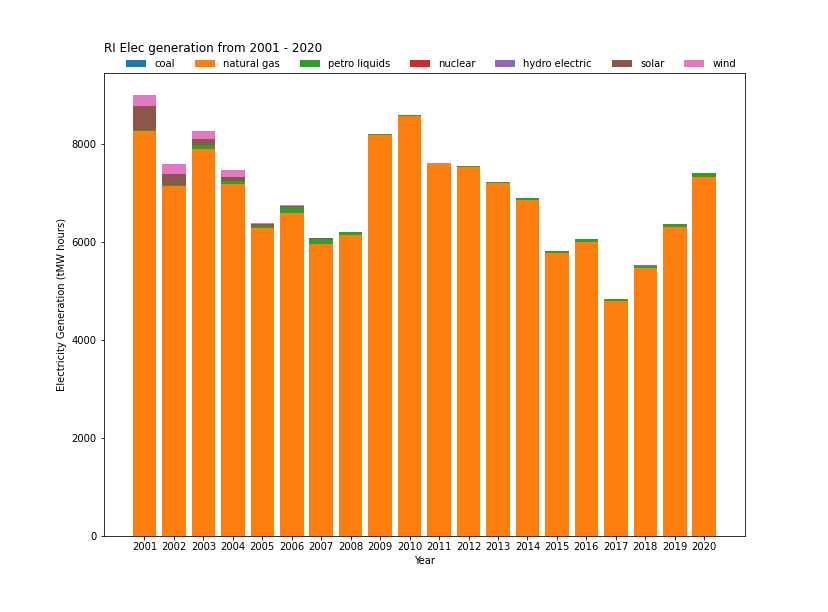 RI Elec generation from 2001 - 2020
coal natural gas petro liquids nuclear hydro electric solar wind
Electricity Generation (tMW hours)
8000
6000
4000
2000
0
2001 2002 2003 2004 2005 2006 2007 2008 2009 2010 2011 2012 2013 2014 2015 2016 2017 2018 2019 2020
Year